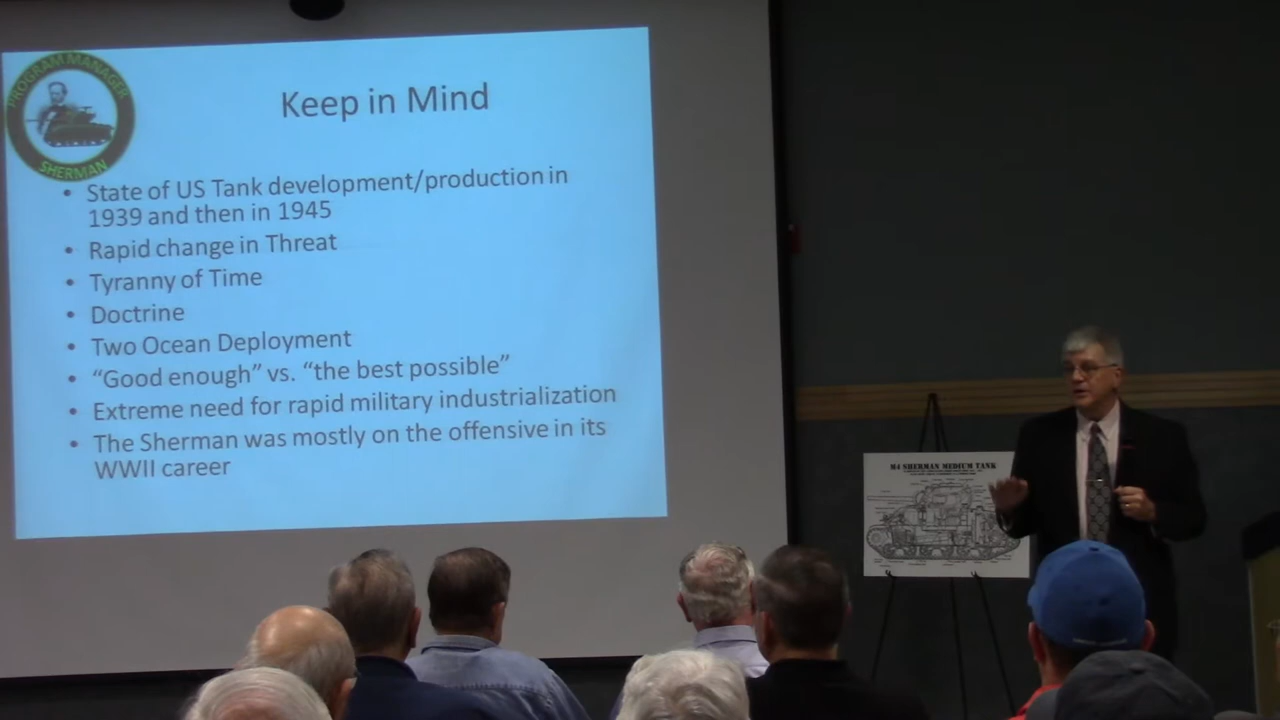 PROGRAM MANAGER
SHERMAN
Keep in Mind
• State of US Tank development/production in
1939 and then in 1945
• Rapid change in Threat
• Tyranny of Time
• Doctrine
• Two Ocean Deployment
• “Good enough” vs. “the best possible”
• Extreme need for rapid military industrialization
• The Sherman was mostly on the offensive in its
WWII career
M4 SHERMAN MEDIUM TANK